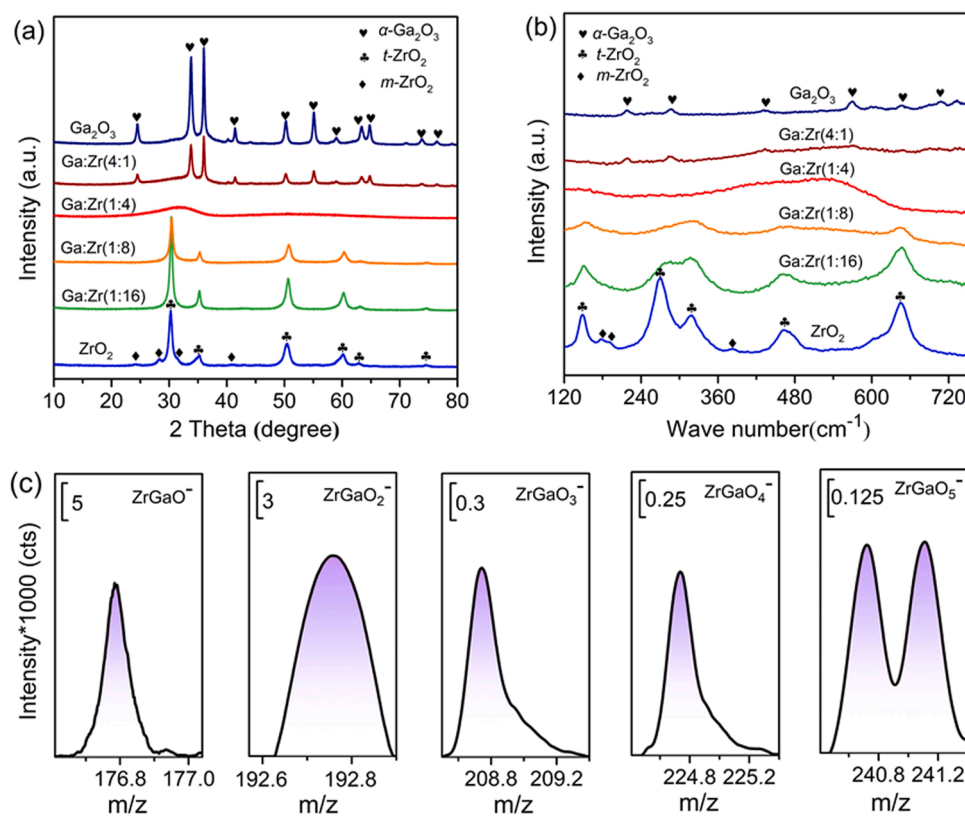 (a)
♥ α-Ga₂O₃
♣ t-ZrO₂
♦ m-ZrO₂
Ga₂O₃
Ga:Zr(4:1)
Ga:Zr(1:4)
Ga:Zr(1:8)
Ga:Zr(1:16)
ZrO₂
Intensity (a.u.)
10 20 30 40 50 60 70 80
2 Theta (degree)
(b)
♥ α-Ga₂O₃
♣ t-ZrO₂
♦ m-ZrO₂
Ga₂O₃
Ga:Zr(4:1)
Ga:Zr(1:4)
Ga:Zr(1:8)
Ga:Zr(1:16)
ZrO₂
Intensity (a.u.)
120 240 360 480 600 720
Wave number(cm⁻¹)
(c)
Intensity*1000 (cts)
5 ZrGaO⁻
176.8 177.0
m/z
3 ZrGaO₂⁻
192.6 192.8
m/z
0.3 ZrGaO₃⁻
208.8 209.2
m/z
0.25 ZrGaO₄⁻
224.8 225.2
m/z
0.125 ZrGaO₅⁻
240.8 241.2
m/z